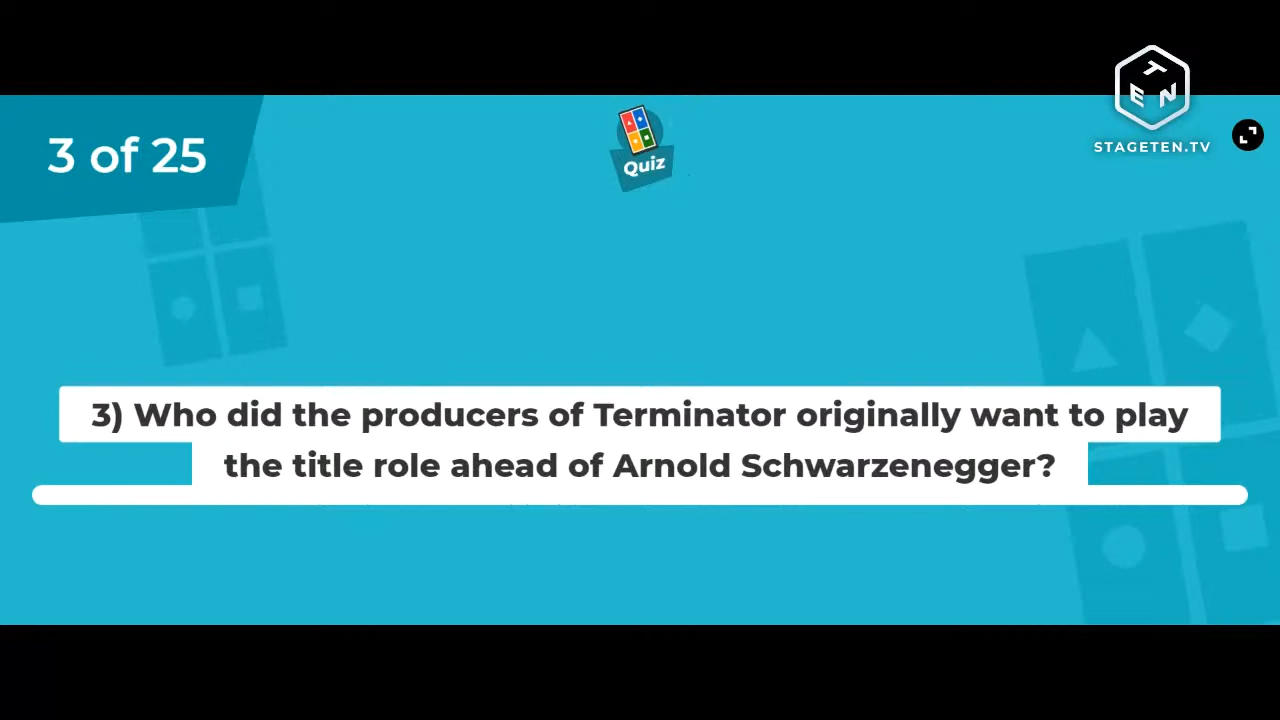 3 of 25
Quiz
TEN
STAGETEN.TV
3) Who did the producers of Terminator originally want to play
the title role ahead of Arnold Schwarzenegger?